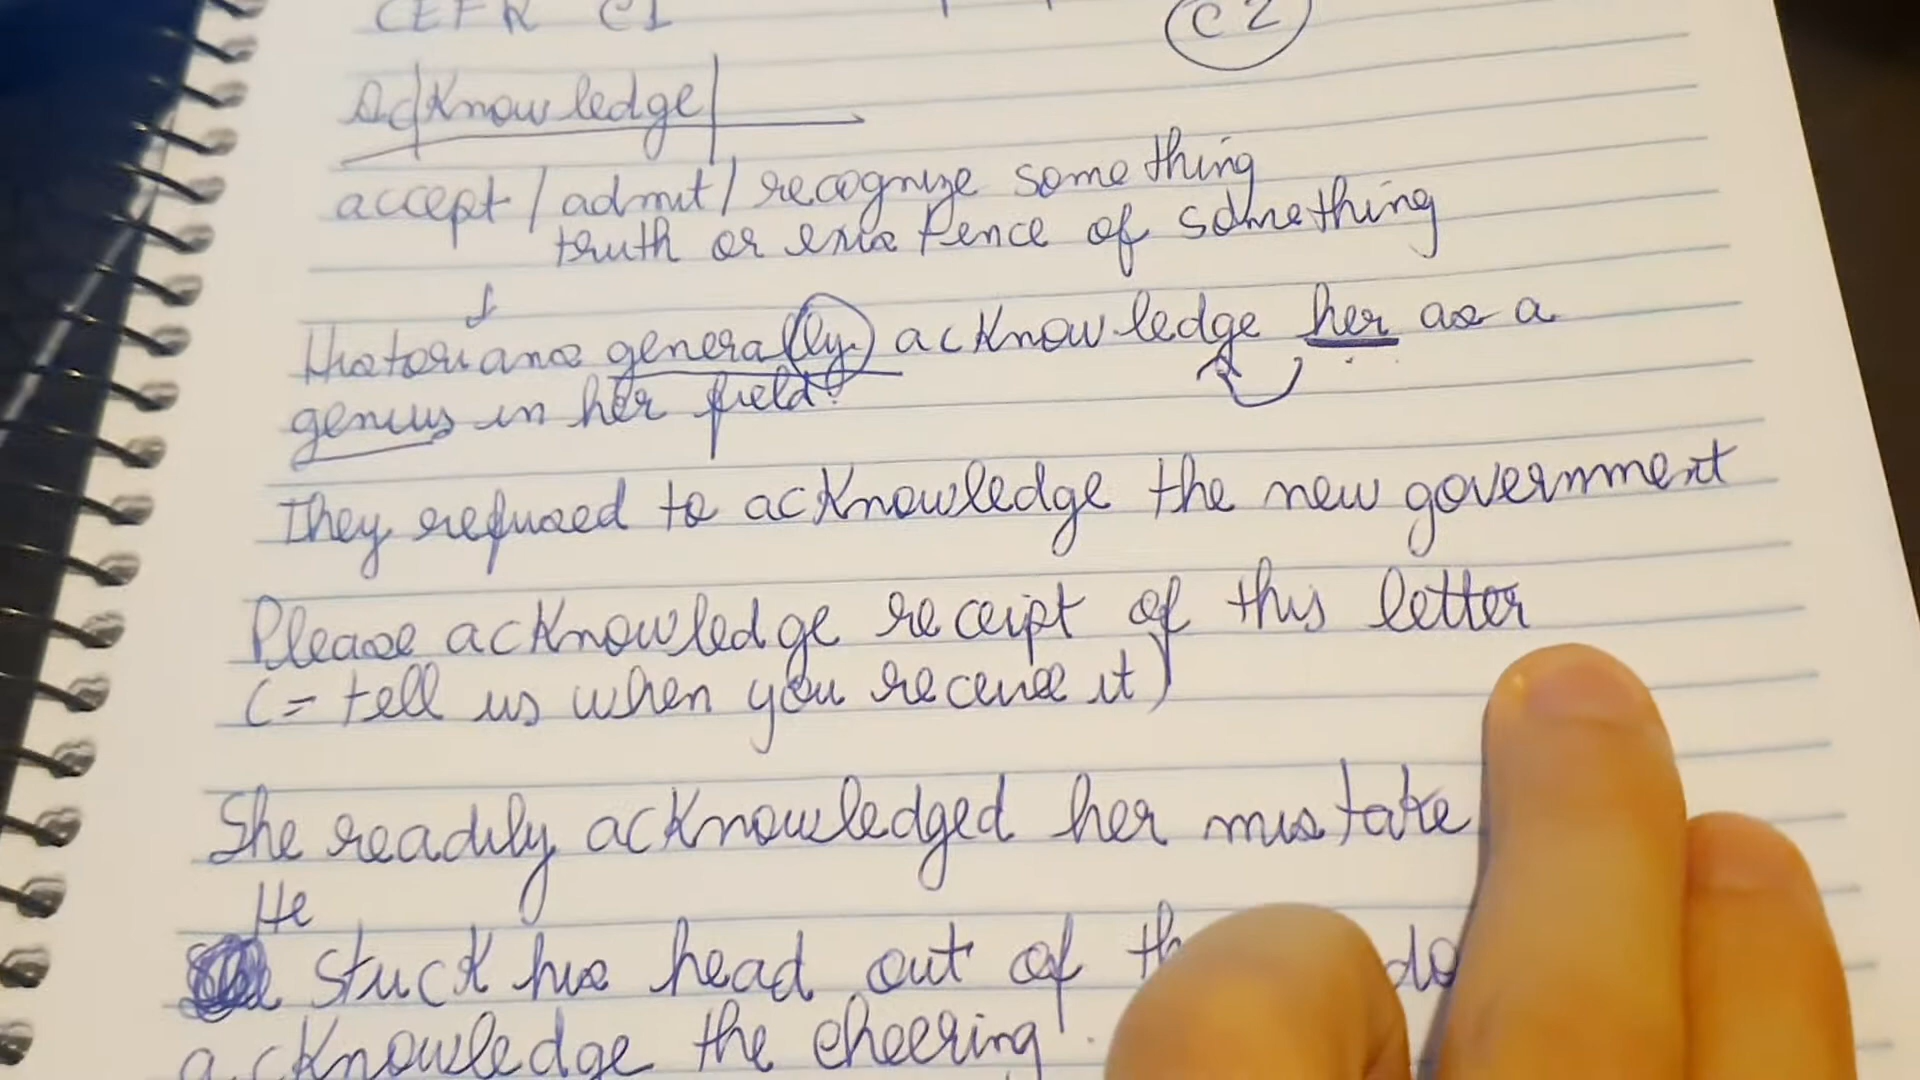 CEFR C1
C2
Acknowledge
accept / admit / recognize something
truth or existence of something
Historians generally acknowledge her as a
genius in her field.
They refused to acknowledge the new government
Please acknowledge receipt of this letter
(= tell us when you receive it)
She readily acknowledged her mistake
He
stuck his head out of
acknowledge the cheering